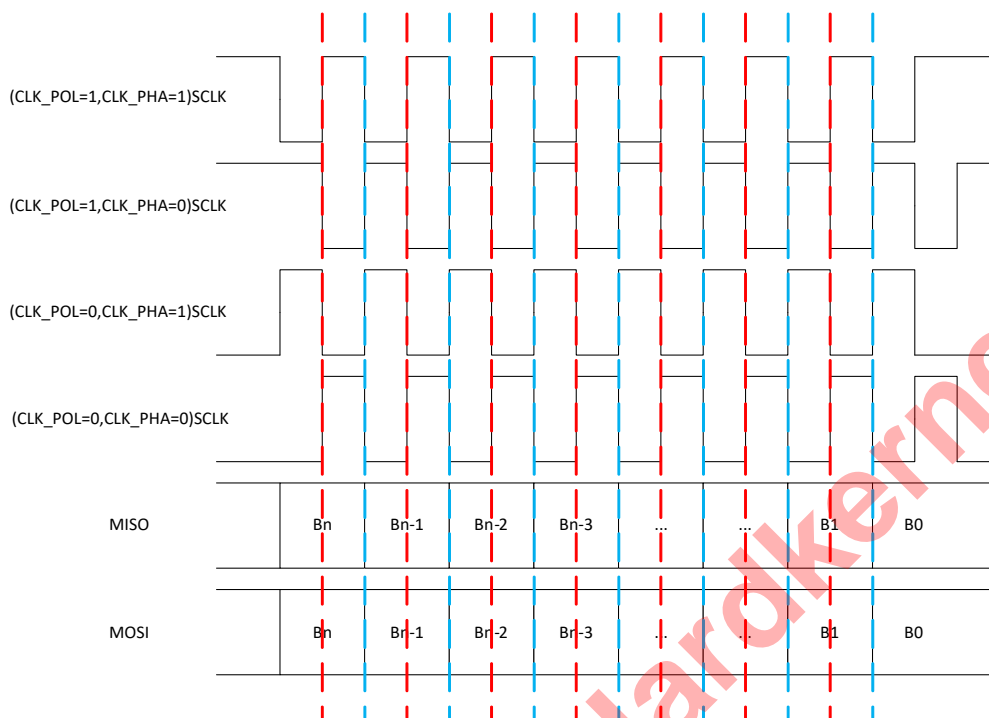 (CLK_POL=1,CLK_PHA=1)SCLK
(CLK_POL=1,CLK_PHA=0)SCLK
(CLK_POL=0,CLK_PHA=1)SCLK
(CLK_POL=0,CLK_PHA=0)SCLK
MISO Bn Bn-1 Bn-2 Bn-3 ... ... B1 B0
MOSI Bn Bn-1 Bn-2 Bn-3 ... ... B1 B0